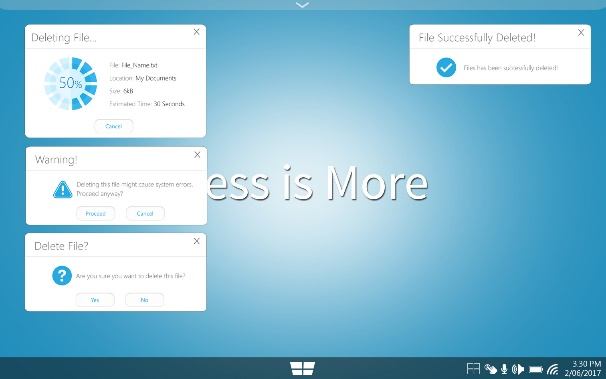 Deleting File...
X
50%
File: File_Name.txt
Location: My Documents
Size: 6kB
Estimated Time: 30 Seconds
Cancel
File Successfully Deleted!
X
Files has been successfully deleted!
Warning!
X
Deleting this file might cause system errors.
Proceed anyway?
Proceed
Cancel
ess is More
Delete File?
X
Are you sure you want to delete this file?
Yes
No
3:30 PM
2/06/2017